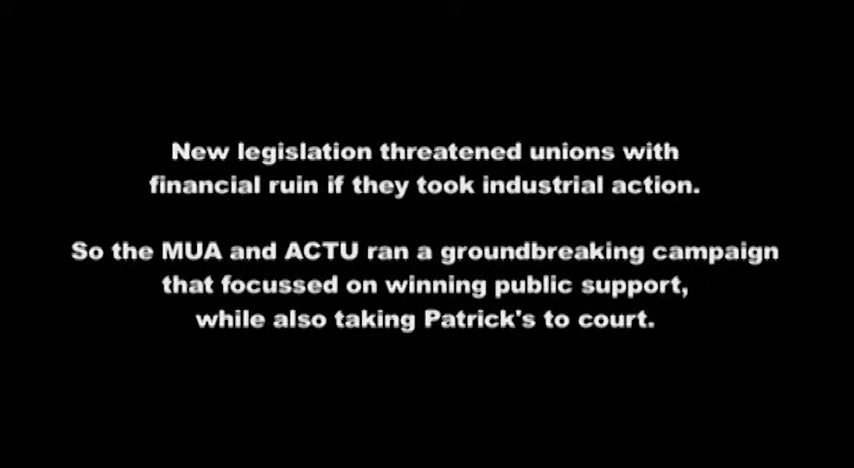 New legislation threatened unions with
financial ruin if they took industrial action.
So the MUA and ACTU ran a groundbreaking campaign
that focussed on winning public support,
while also taking Patrick's to court.